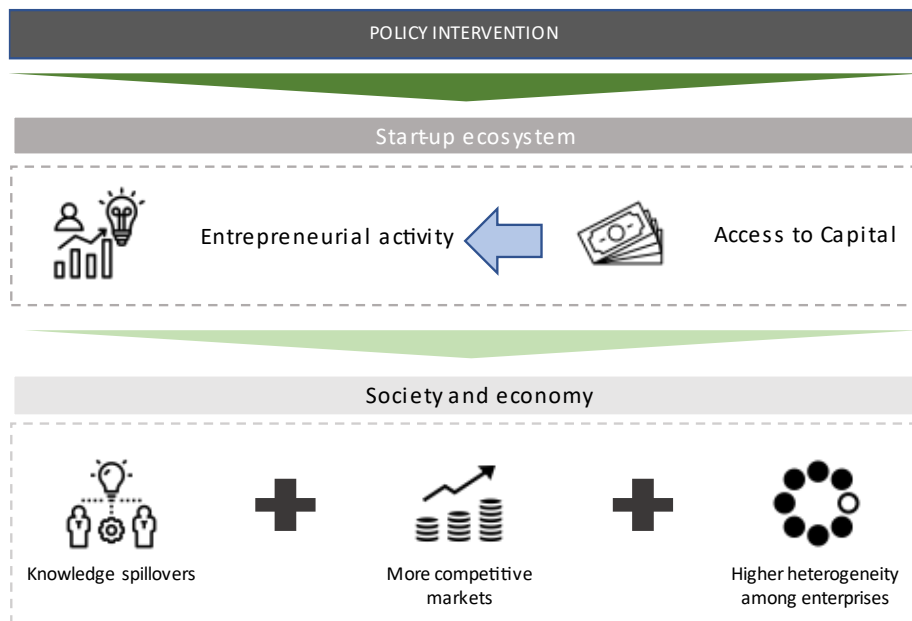 POLICY INTERVENTION
Start-up ecosystem
Entrepreneurial activity
Access to Capital
Society and economy
Knowledge spillovers
More competitive
markets
Higher heterogeneity
among enterprises